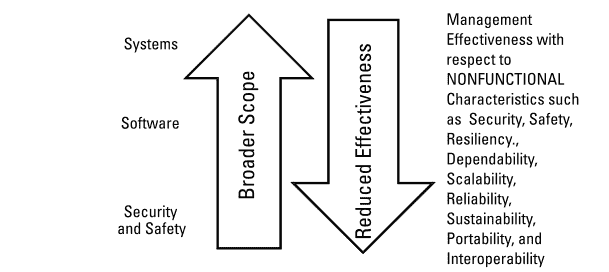 Systems
Software
Security
and Safety
Broader Scope
Reduced Effectiveness
Management
Effectiveness with
respect to
NONFUNCTIONAL
Characteristics such
as Security, Safety,
Resiliency.,
Dependability,
Scalability,
Reliability,
Sustainability,
Portability, and
Interoperability